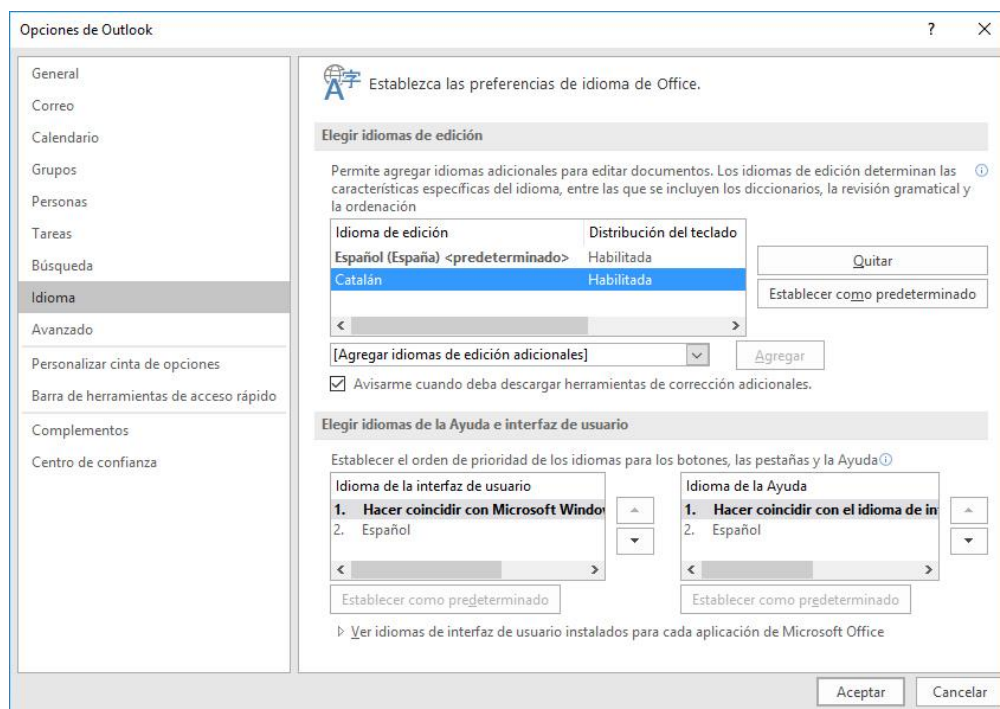 Opciones de Outlook
?
General
Correo
Calendario
Grupos
Personas
Tareas
Búsqueda
Idioma
Avanzado
Personalizar cinta de opciones
Barra de herramientas de acceso rápido
Complementos
Centro de confianza
A字 Establezca las preferencias de idioma de Office.
Elegir idiomas de edición
Permite agregar idiomas adicionales para editar documentos. Los idiomas de edición determinan las
características específicas del idioma, entre las que se incluyen los diccionarios, la revisión gramatical y
la ordenación
Idioma de edición Distribución del teclado
Español (España) <predeterminado> Habilitada
Catalán Habilitada
Quitar
Establecer como predeterminado
[Agregar idiomas de edición adicionales]
Agregar
Avisarme cuando deba descargar herramientas de corrección adicionales.
Elegir idiomas de la Ayuda e interfaz de usuario
Establecer el orden de prioridad de los idiomas para los botones, las pestañas y la Ayuda
Idioma de la interfaz de usuario
1. Hacer coincidir con Microsoft Windo
2. Español
Establecer como predeterminado
Idioma de la Ayuda
1. Hacer coincidir con el idioma de in
2. Español
Establecer como predeterminado
Ver idiomas de interfaz de usuario instalados para cada aplicación de Microsoft Office
Aceptar
Cancelar